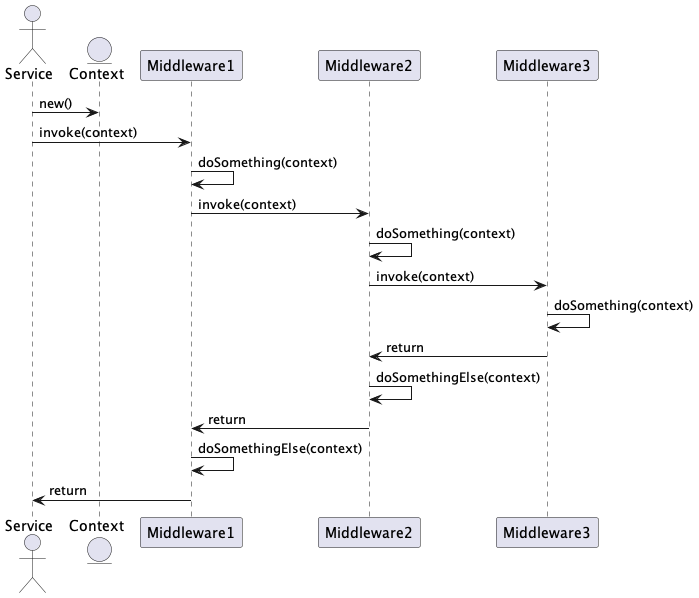 Service
Context
Middleware1
Middleware2
Middleware3
new()
invoke(context)
doSomething(context)
invoke(context)
doSomething(context)
invoke(context)
doSomething(context)
return
doSomethingElse(context)
return
doSomethingElse(context)
return
Service
Context
Middleware1
Middleware2
Middleware3